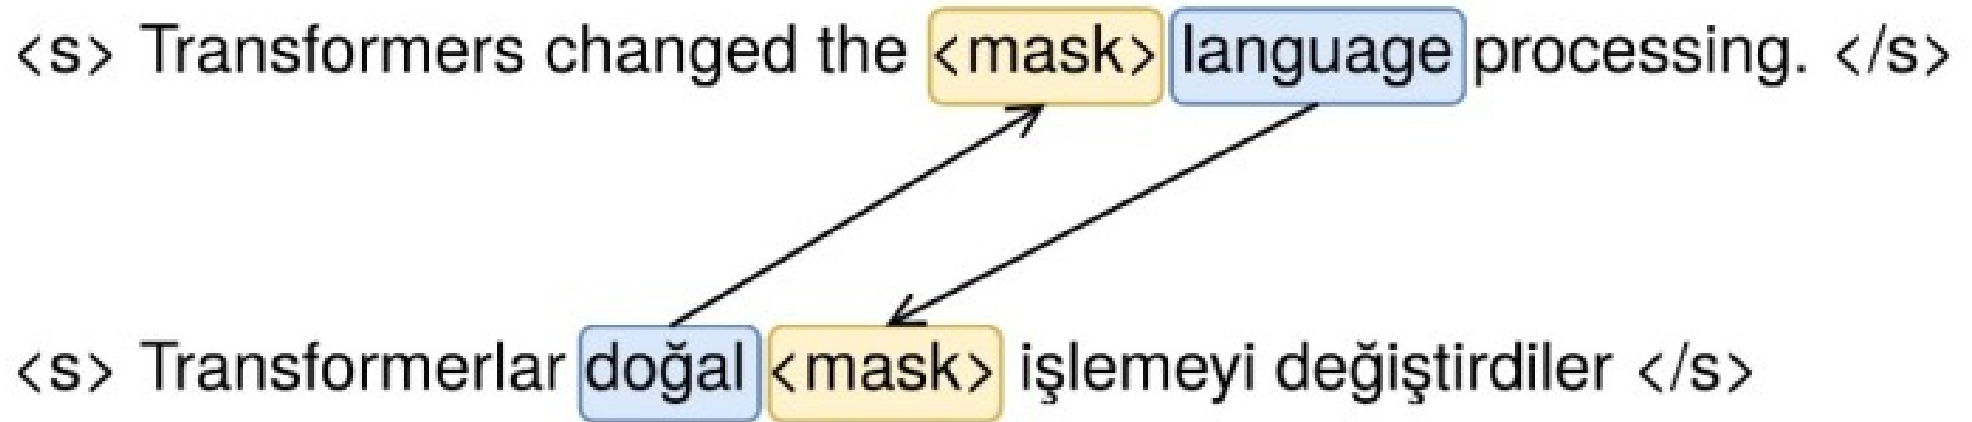 <s> Transformers changed the <mask> language processing. </s>
<s> Transformerlar doğal <mask> işlemeyi değiştirdiler </s>